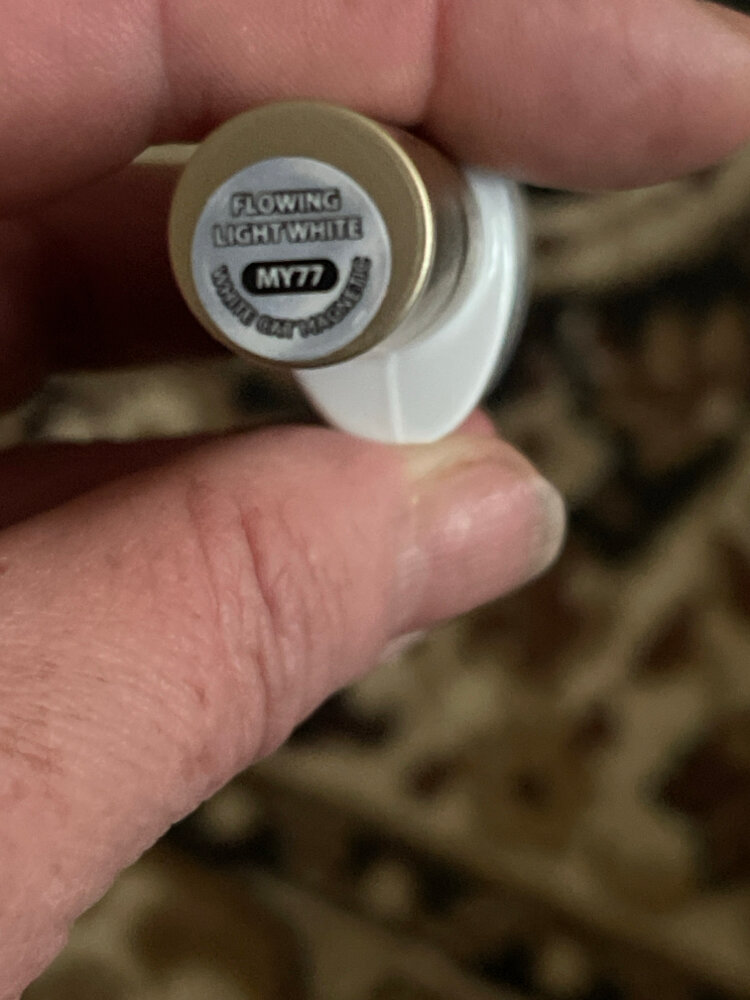 FLOWING
LIGHT WHITE
MY77
WHITE CAT MAGNETIC